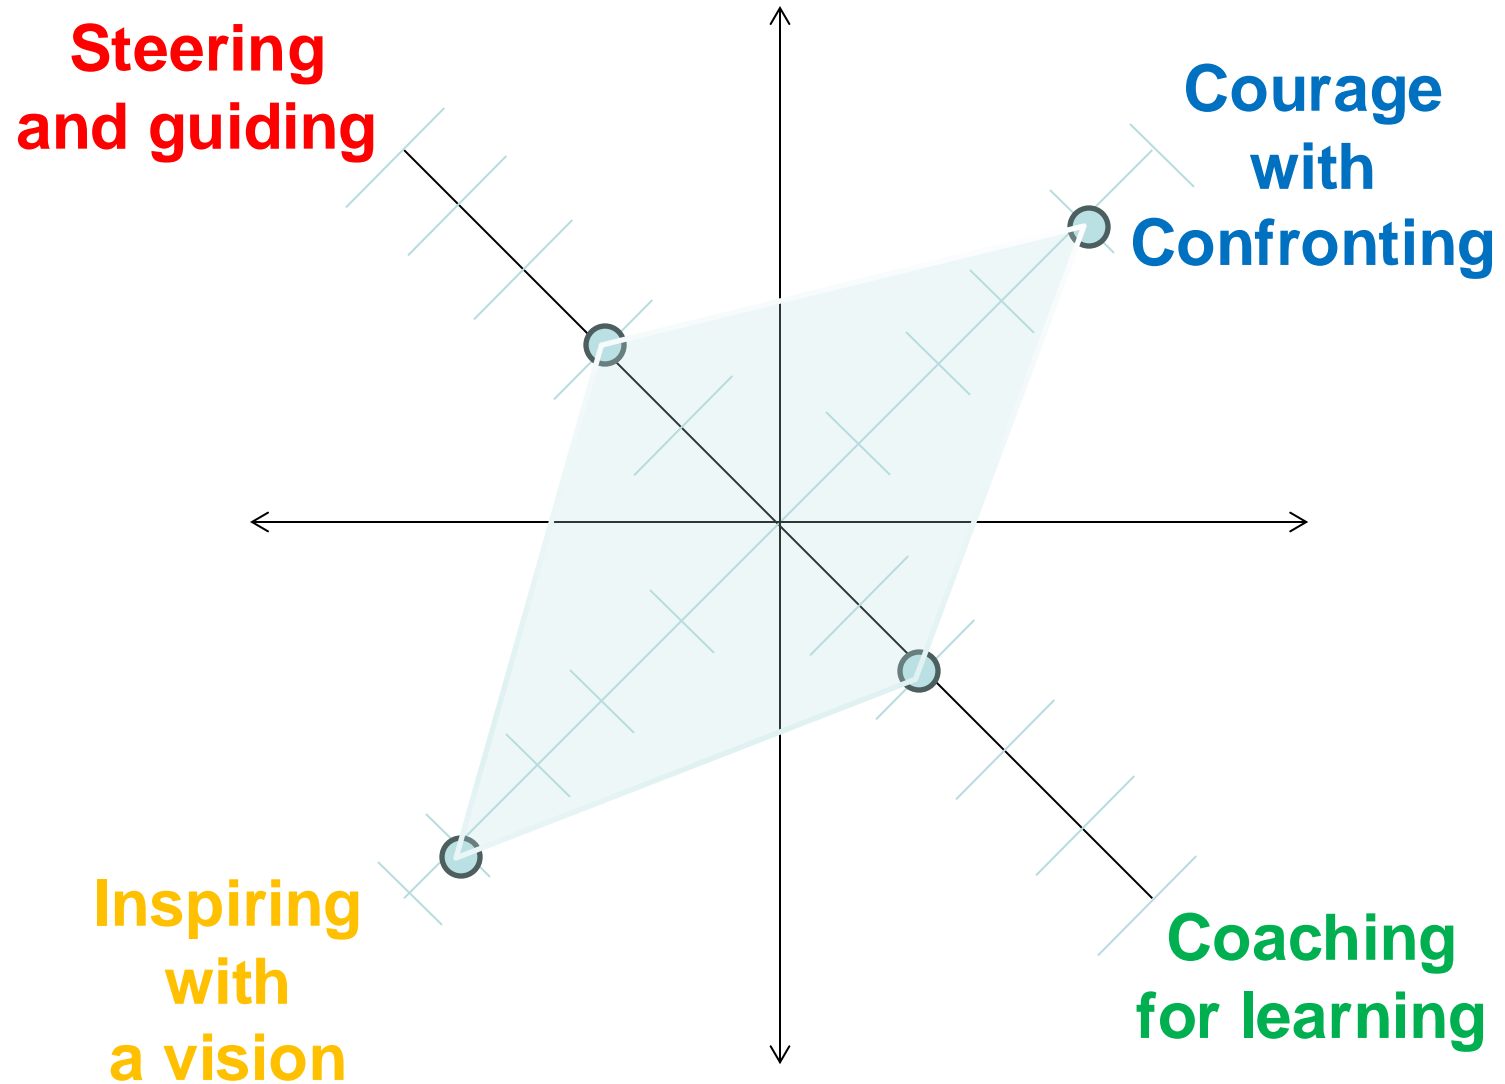 Steering
and guiding
Courage
with
Confronting
Inspiring
with
a vision
Coaching
for learning